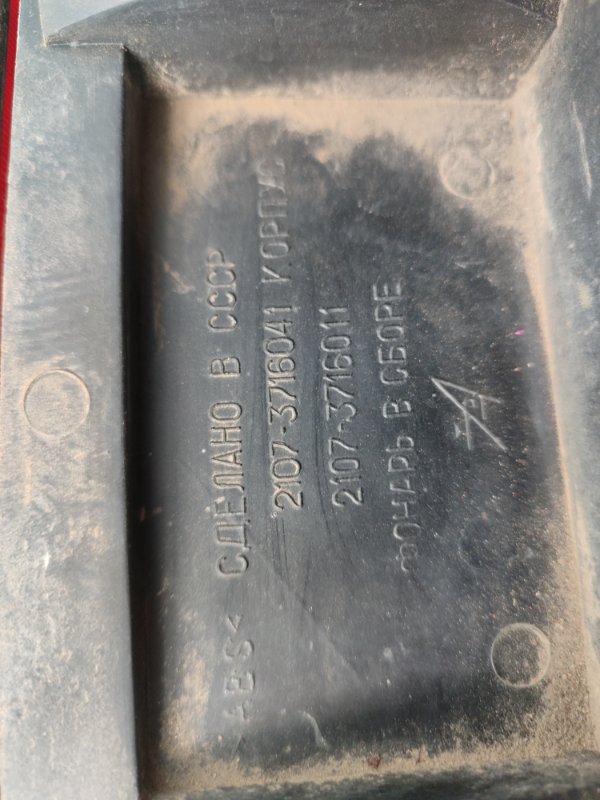 >ABS< СДЕЛАНО В СССР
2107-3716041 КОРПУС
2107-3716011
ФОНАРЬ В СБОРЕ